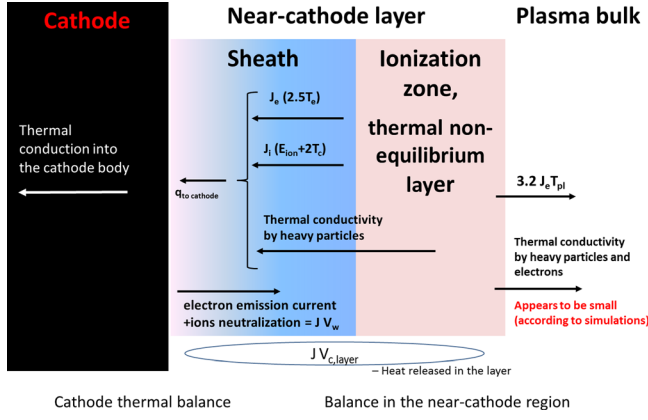 Cathode
Near-cathode layer
Plasma bulk
Sheath
Ionization
zone,
thermal non-
equilibrium
layer
J_e (2.5T_e)
J_i (E_ion+2T_c)
q_to cathode
Thermal
conduction into
the cathode body
3.2 J_eT_pl
Thermal conductivity
by heavy particles
Thermal conductivity
by heavy particles and
electrons
Appears to be small
(according to simulations)
electron emission current
+ions neutralization = J V_w
J V_c,layer
– Heat released in the layer
Cathode thermal balance
Balance in the near-cathode region